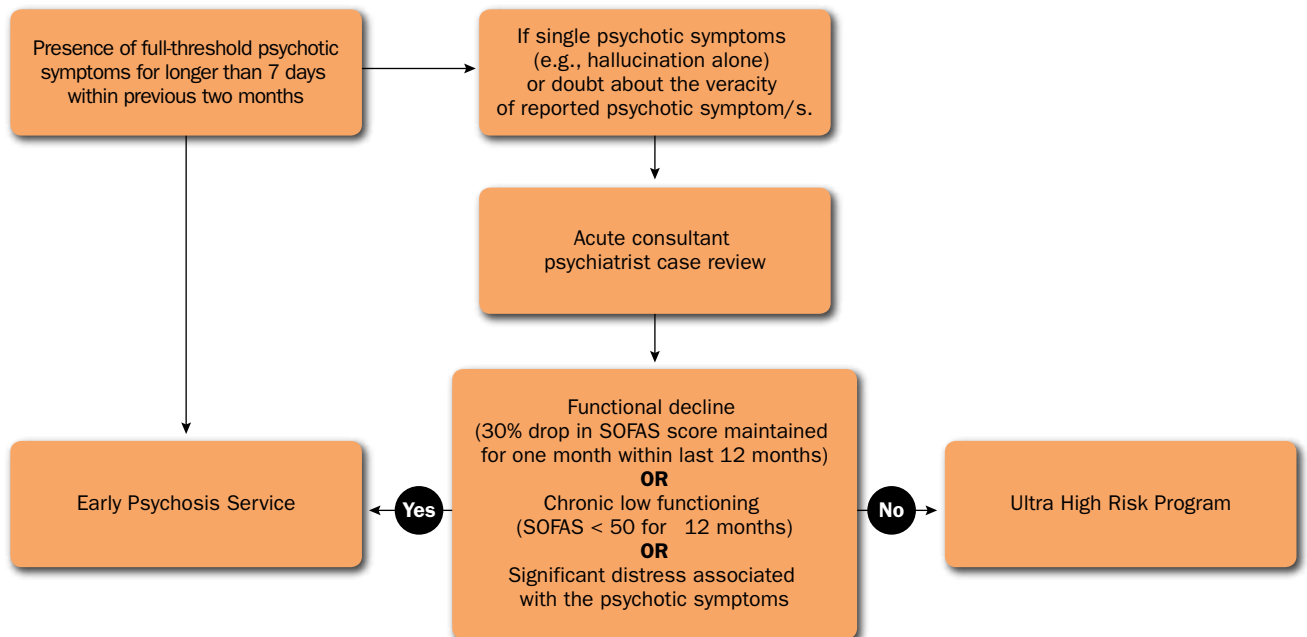 Presence of full-threshold psychotic
symptoms for longer than 7 days
within previous two months
If single psychotic symptoms
(e.g., hallucination alone)
or doubt about the veracity
of reported psychotic symptom/s.
Acute consultant
psychiatrist case review
Functional decline
(30% drop in SOFAS score maintained
for one month within last 12 months)
OR
Chronic low functioning
(SOFAS < 50 for 12 months)
OR
Significant distress associated
with the psychotic symptoms
Yes
Early Psychosis Service
No
Ultra High Risk Program